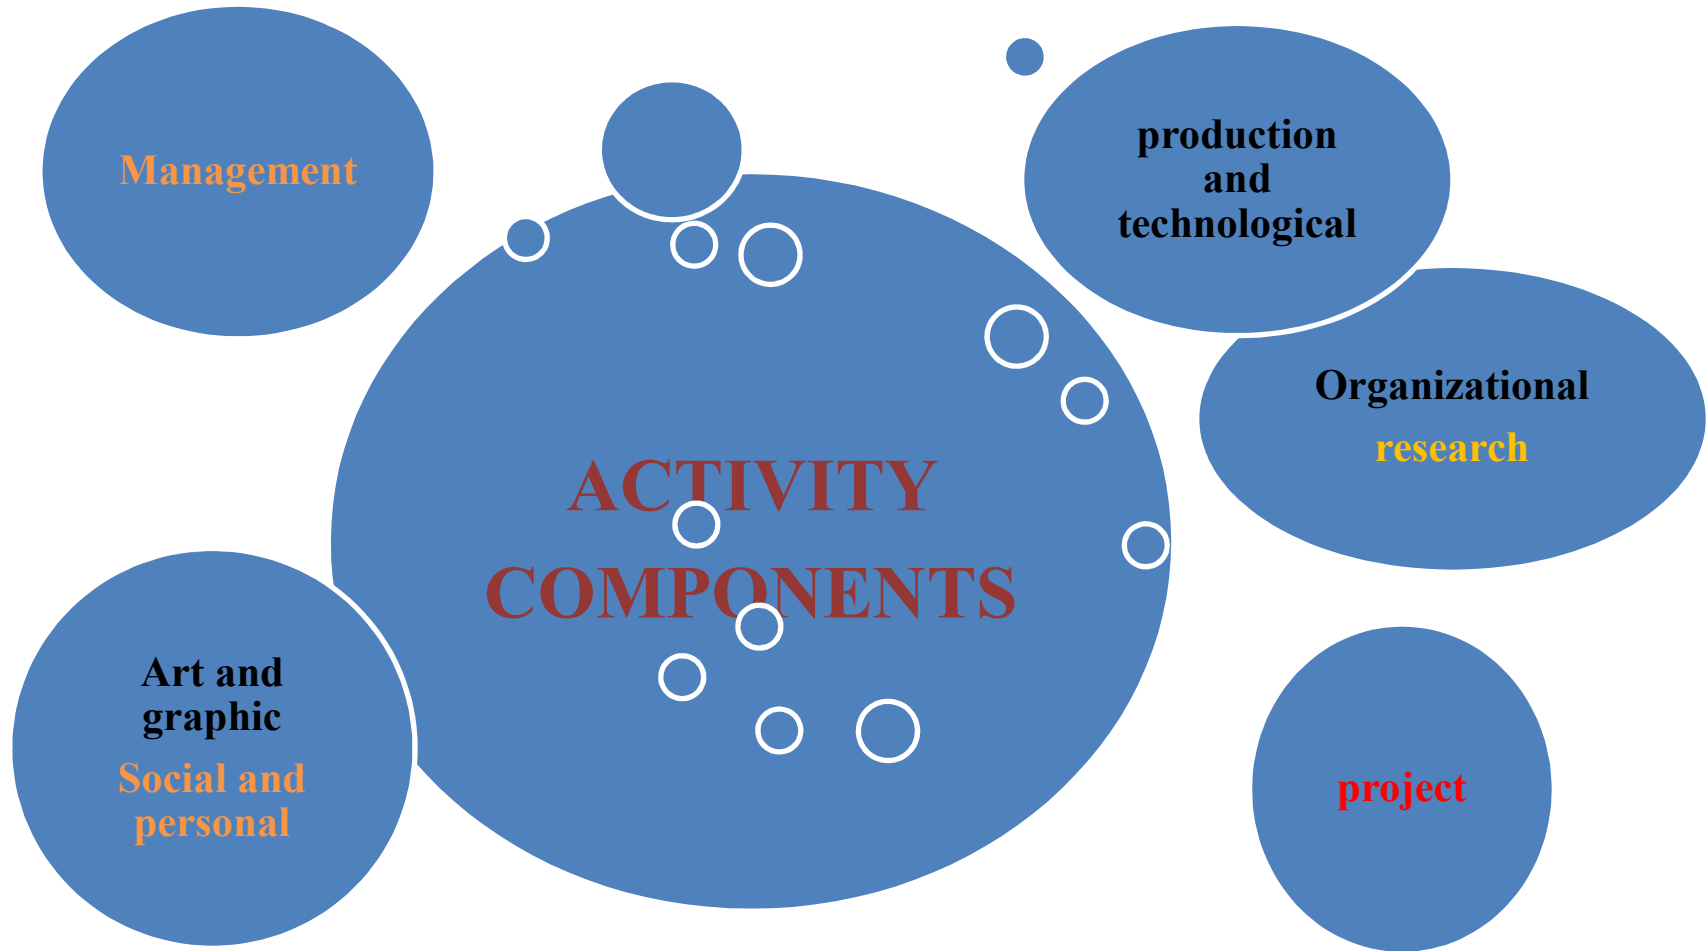 Management
production
and
technological
Organizational
research
ACTIVITY
COMPONENTS
Art and
graphic
Social and
personal
project